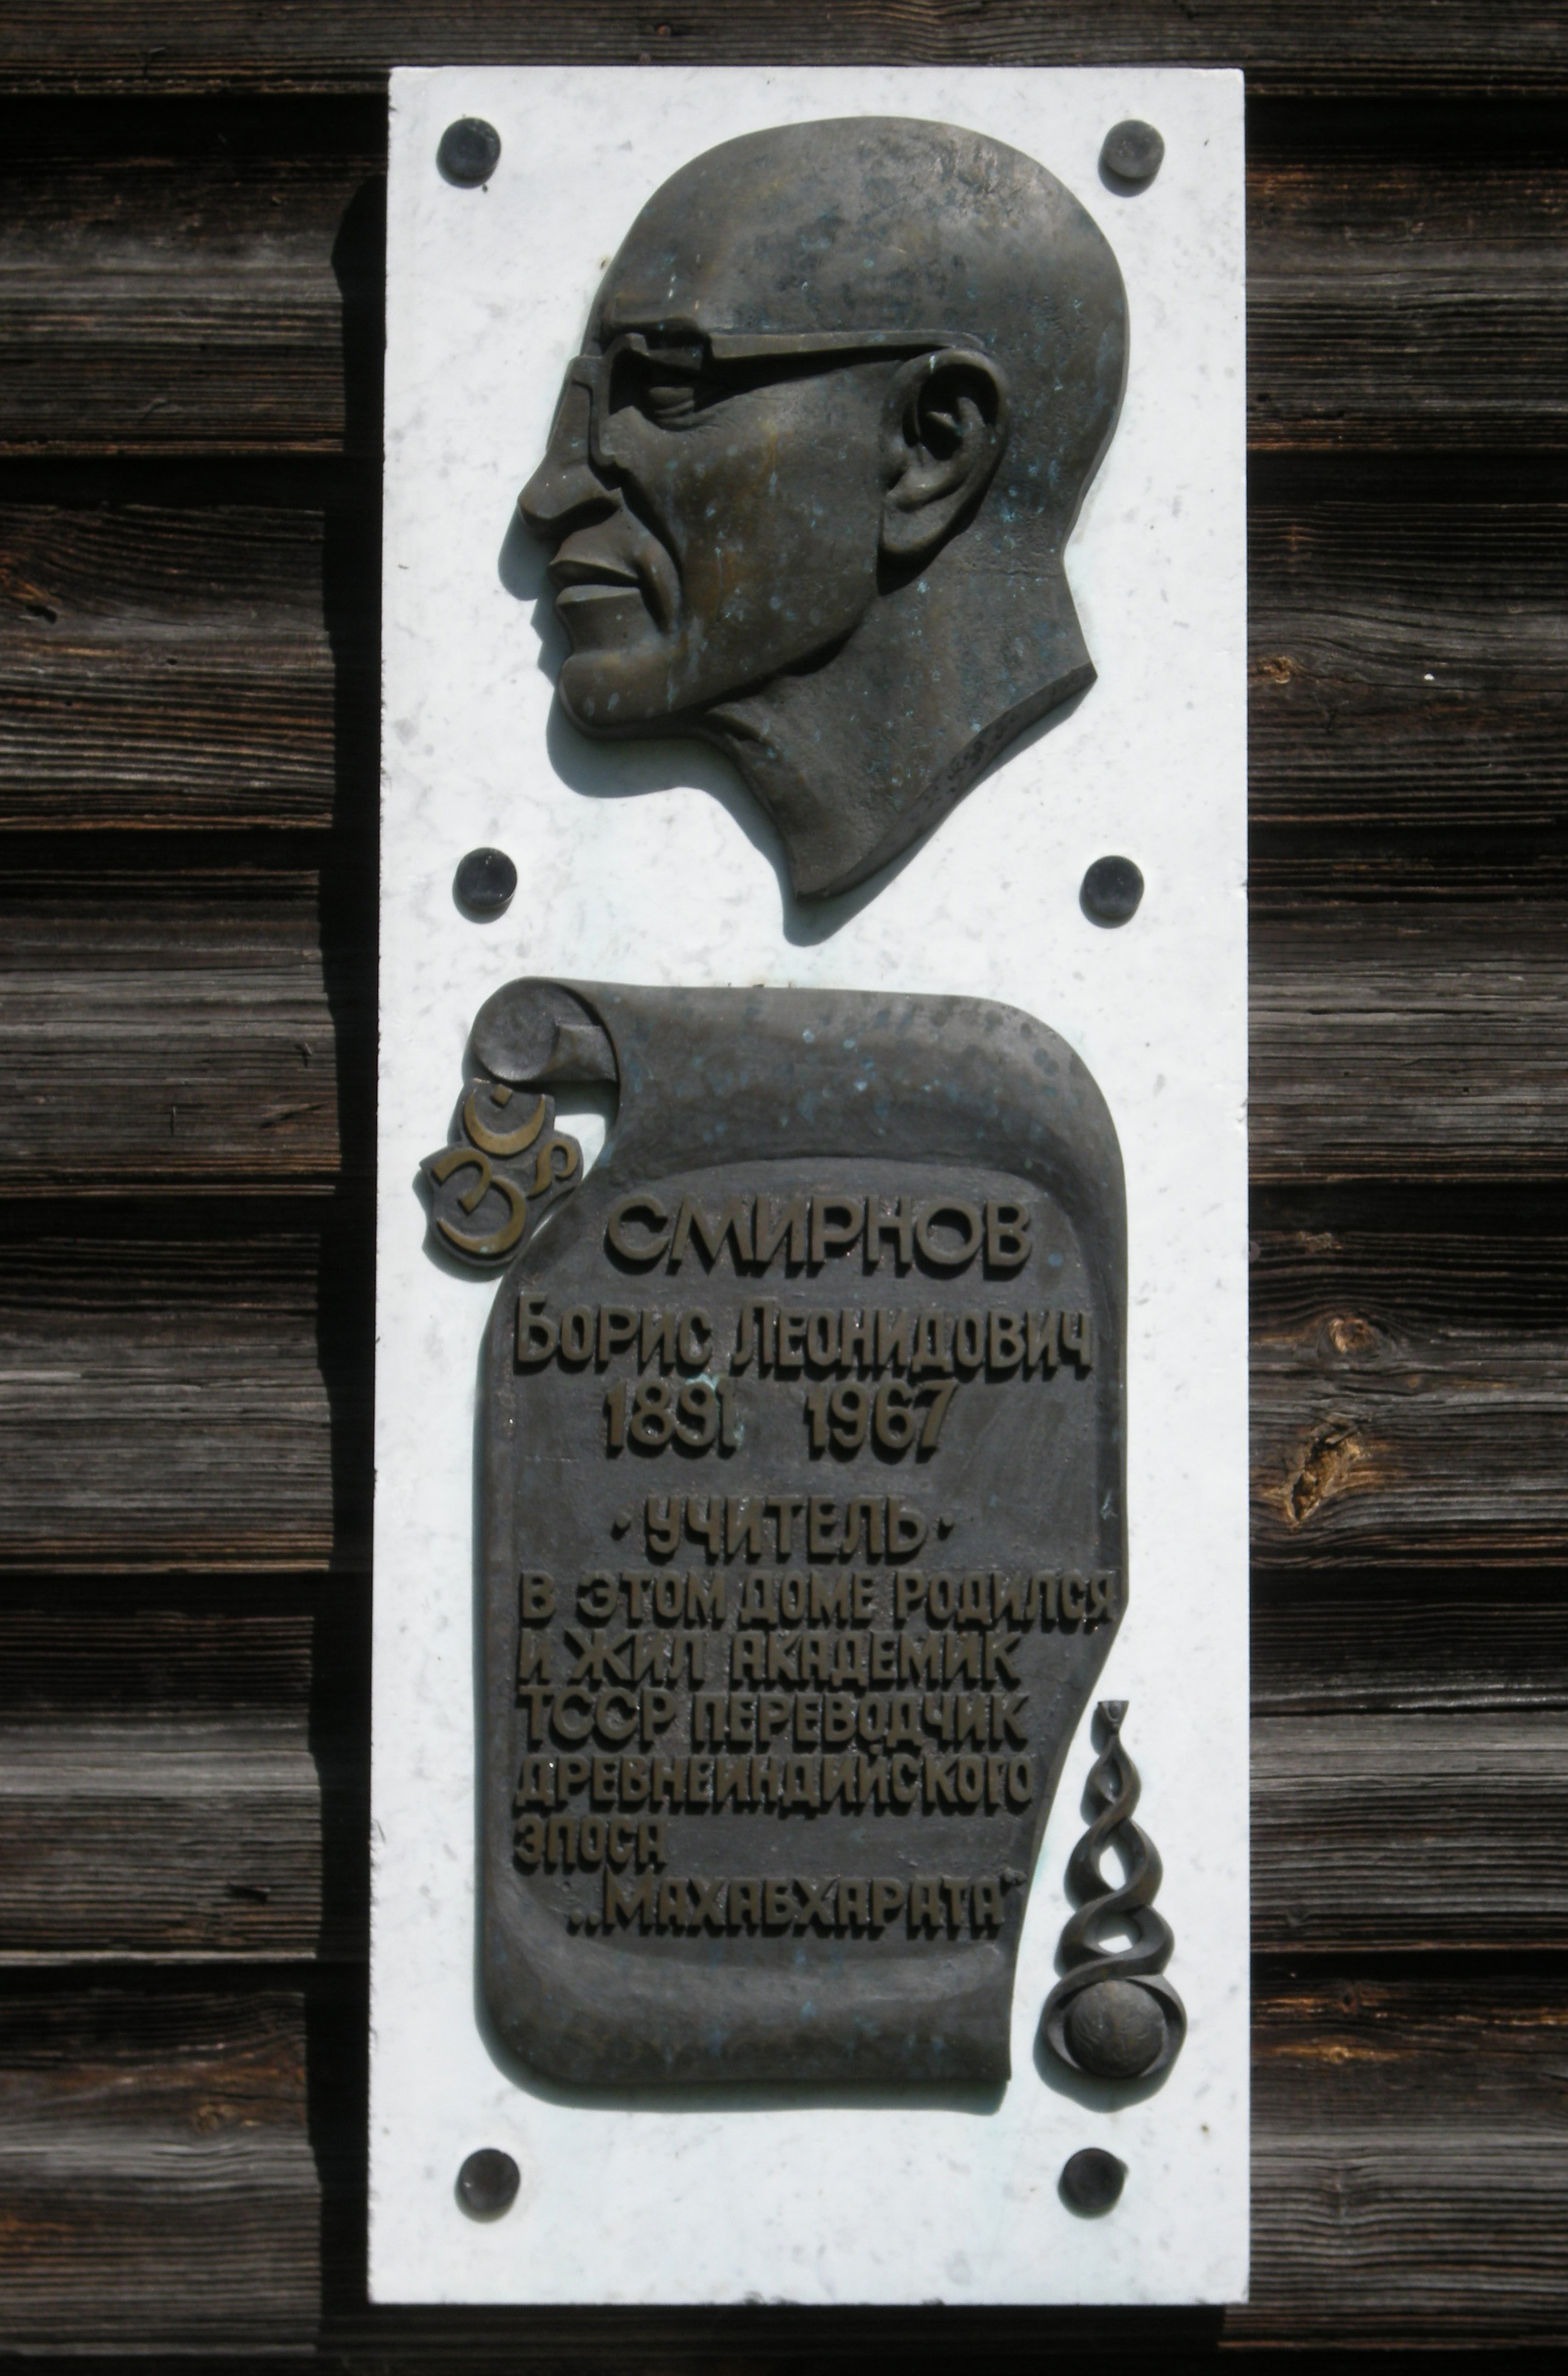 ॐ
СМИРНОВ
БОРИС ЛЕОНИДОВИЧ
1891 1967
·УЧИТЕЛЬ·
В ЭТОМ ДОМЕ РОДИЛСЯ
И ЖИЛ АКАДЕМИК
ТССР ПЕРЕВОДЧИК
ДРЕВНЕИНДИЙСКОГО
ЭПОСА
„МАХАБХАРАТА“